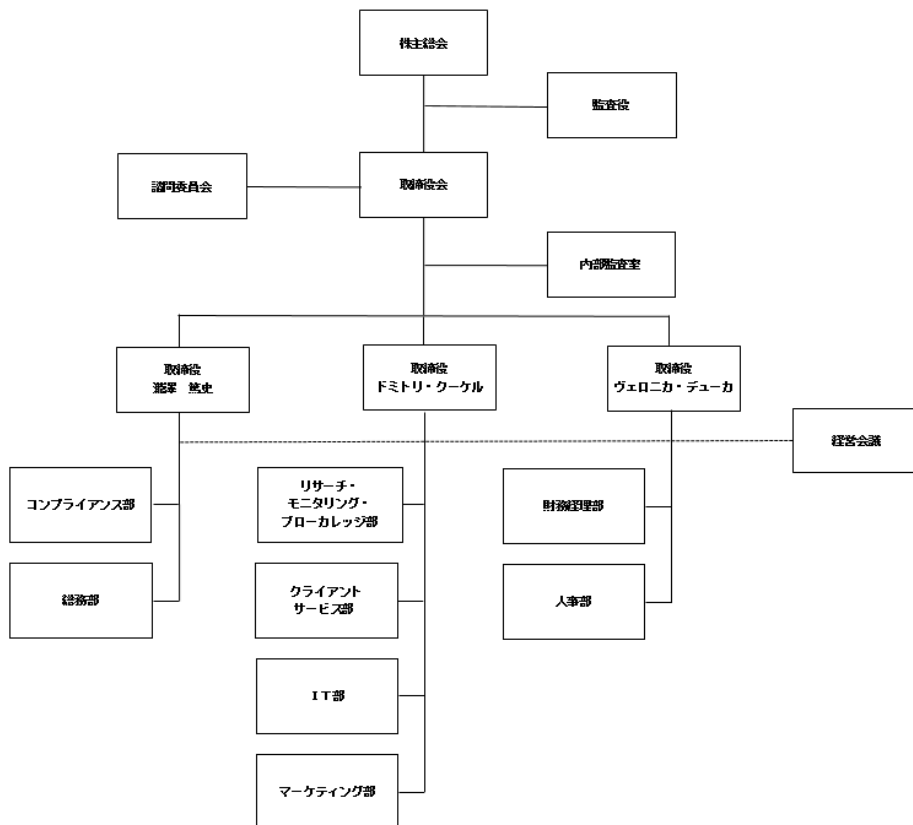 株主総会
監査役
諮問委員会
取締役会
内部監査室
取締役
瀧澤　篤史
取締役
ドミトリ・クーケル
取締役
ヴェロニカ・デューカ
経営会議
コンプライアンス部
リサーチ・
モニタリング・
ブローカレッジ部
財務経理部
総務部
クライアント
サービス部
人事部
ＩＴ部
マーケティング部